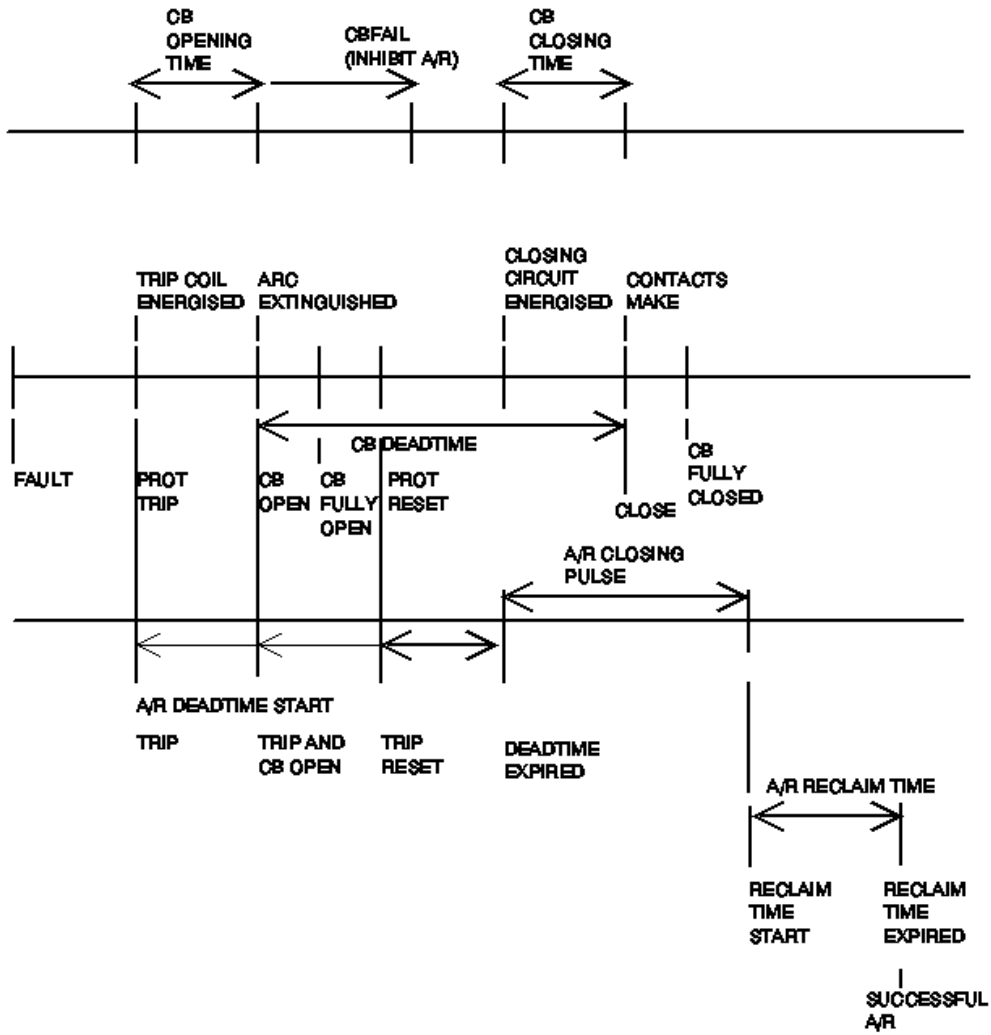 CB
OPENING
TIME
CBFAIL
(INHIBIT A/R)
CB
CLOSING
TIME
TRIP COIL
ENERGISED
ARC
EXTINGUISHED
CLOSING
CIRCUIT
ENERGISED
CONTACTS
MAKE
CB DEADTIME
FAULT
PROT
TRIP
CB
OPEN
CB
FULLY
OPEN
PROT
RESET
CLOSE
CB
FULLY
CLOSED
A/R CLOSING
PULSE
A/R DEADTIME START
TRIP
TRIP AND
CB OPEN
TRIP
RESET
DEADTIME
EXPIRED
A/R RECLAIM TIME
RECLAIM
TIME
START
RECLAIM
TIME
EXPIRED
SUCCESSFUL
A/R